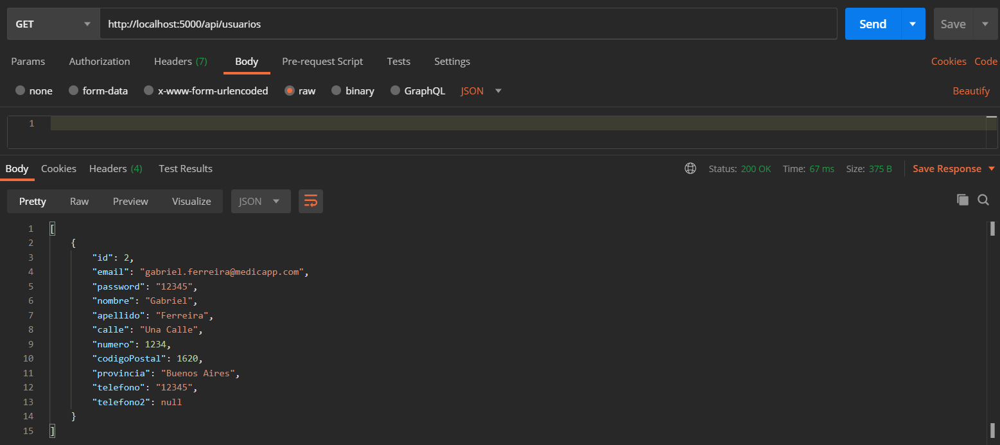 GET http://localhost:5000/api/usuarios Send Save
Params Authorization Headers (7) Body Pre-request Script Tests Settings Cookies Code
none form-data x-www-form-urlencoded raw binary GraphQL JSON Beautify
1
Body Cookies Headers (4) Test Results Status: 200 OK Time: 67 ms Size: 375 B Save Response
Pretty Raw Preview Visualize JSON
1 [
2 {
3 "id": 2,
4 "email": "gabriel.ferreira@medicapp.com",
5 "password": "12345",
6 "nombre": "Gabriel",
7 "apellido": "Ferreira",
8 "calle": "Una Calle",
9 "numero": 1234,
10 "codigoPostal": 1620,
11 "provincia": "Buenos Aires",
12 "telefono": "12345",
13 "telefono2": null
14 }
15 ]